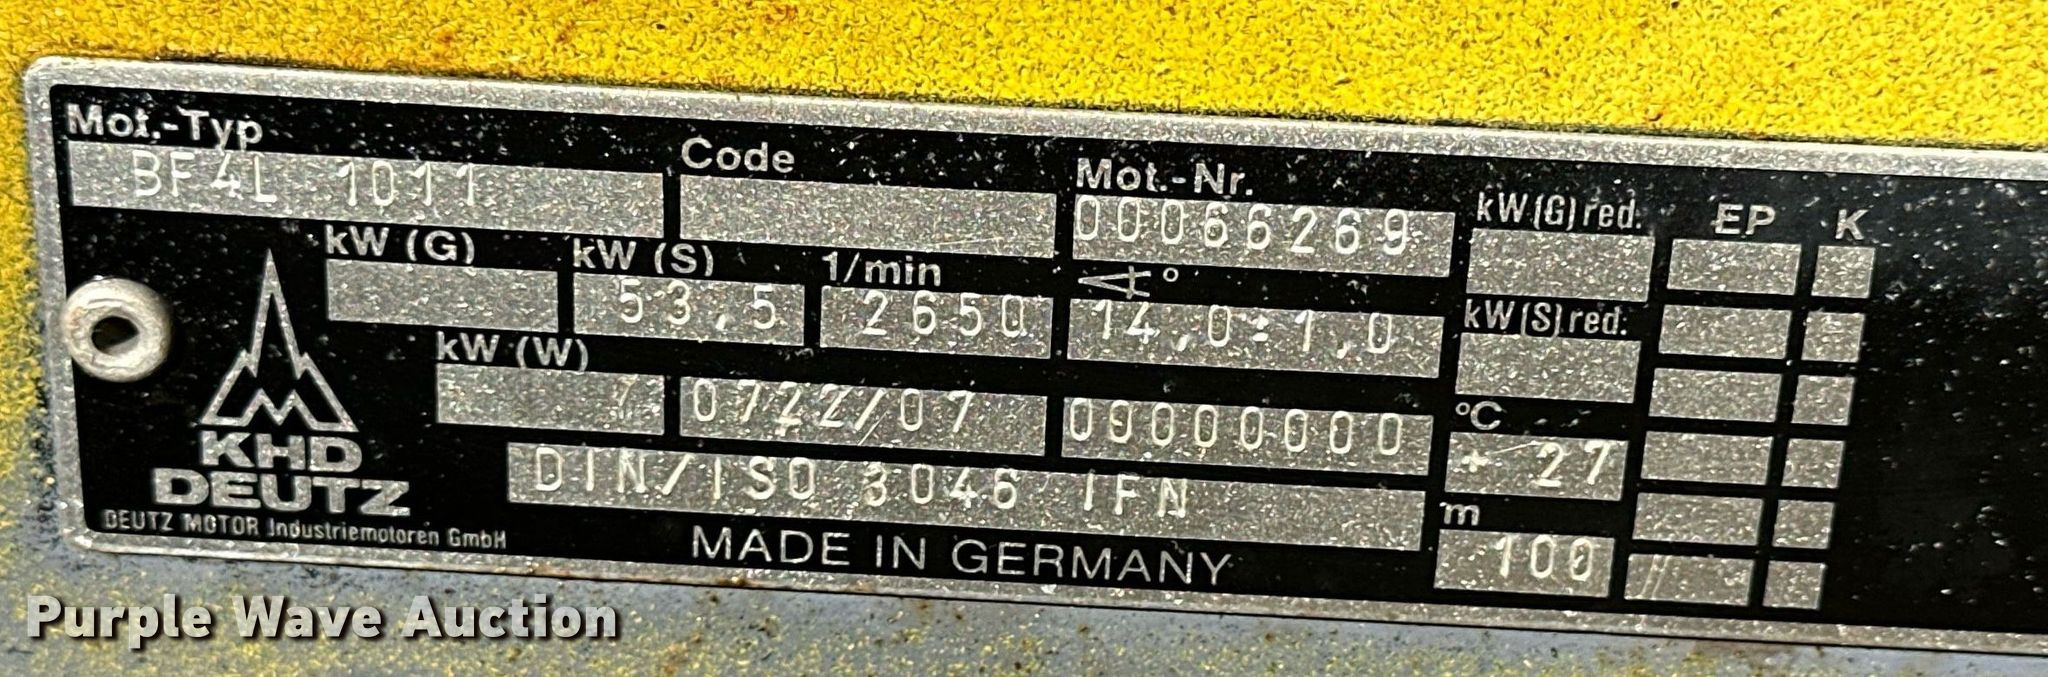 Mot.-Typ
Code
Mot.-Nr.
kW (G) red.
EP
K
BF4L 1011
00066269
kW (G)
kW (S)
1/min
°
53,5
2650
14,0±1,0
kW (S) red.
kW (W)
0722/07
00000000
°C
+ 27
DIN/ISO 3046 IFN
m
100
KHD
DEUTZ
DEUTZ MOTOR Industriemotoren GmbH
MADE IN GERMANY
Purple Wave Auction